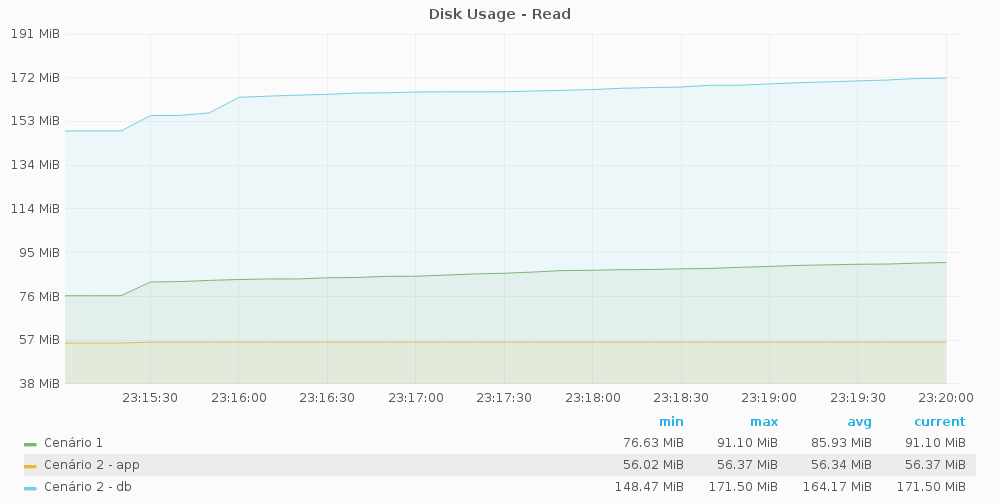 Disk Usage - Read
191 MiB
172 MiB
153 MiB
134 MiB
114 MiB
95 MiB
76 MiB
57 MiB
38 MiB
23:15:30 23:16:00 23:16:30 23:17:00 23:17:30 23:18:00 23:18:30 23:19:00 23:19:30 23:20:00
min max avg current
Cenário 1 76.63 MiB 91.10 MiB 85.93 MiB 91.10 MiB
Cenário 2 - app 56.02 MiB 56.37 MiB 56.34 MiB 56.37 MiB
Cenário 2 - db 148.47 MiB 171.50 MiB 164.17 MiB 171.50 MiB